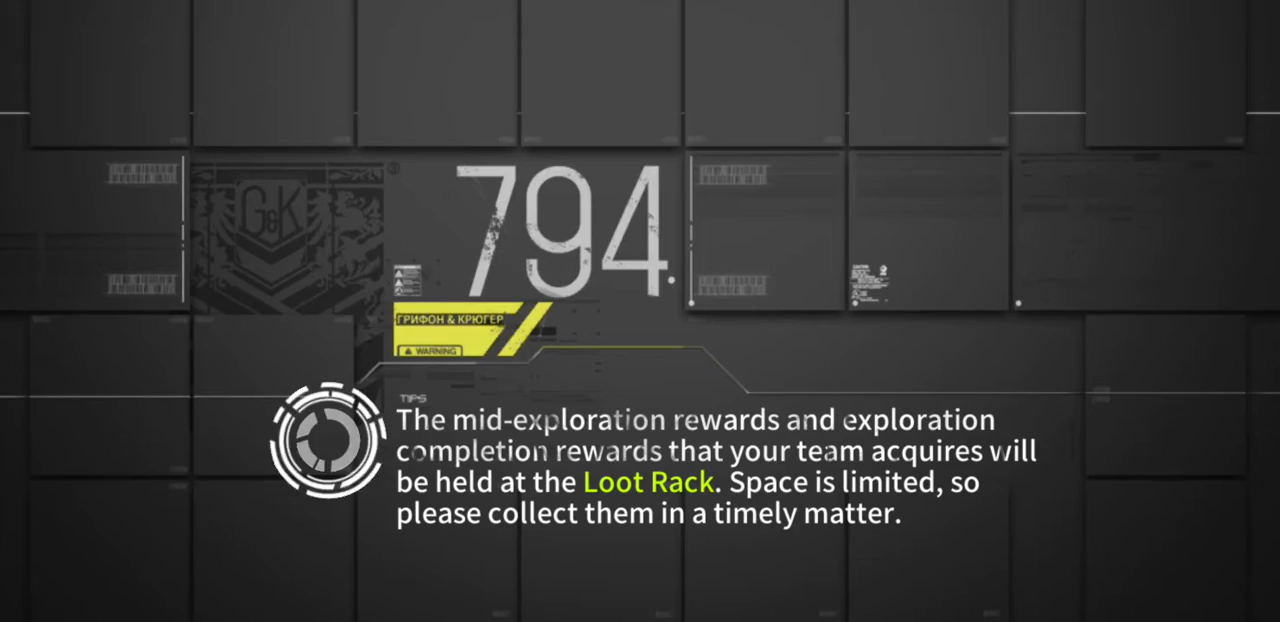 G&K
794.
ГРИФОН & КРЮГЕР
WARNING
TIPS
The mid-exploration rewards and exploration
completion rewards that your team acquires will
be held at the Loot Rack. Space is limited, so
please collect them in a timely matter.